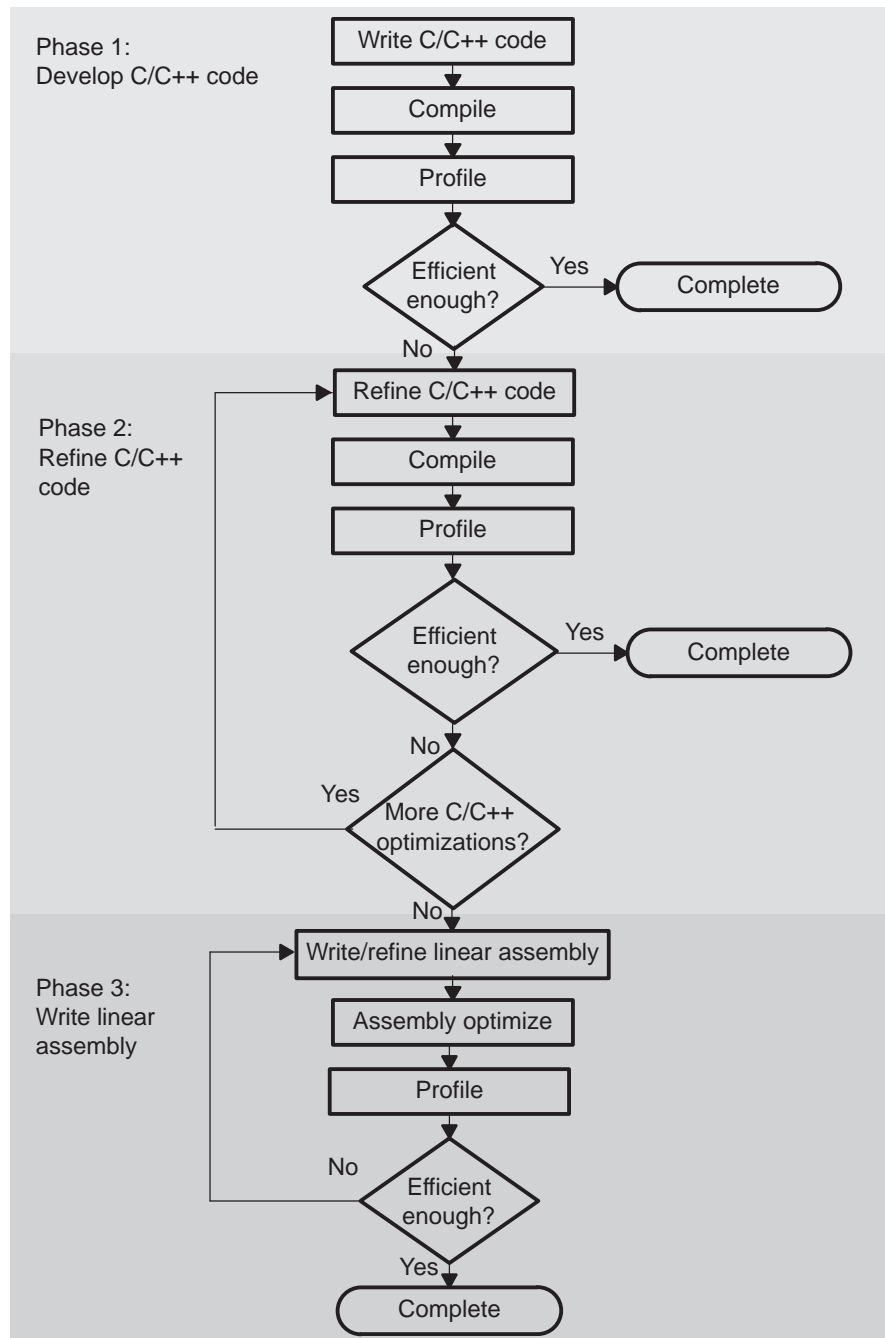 Phase 1:
Develop C/C++ code
Write C/C++ code
Compile
Profile
Efficient
enough?
Yes
Complete
No
Phase 2:
Refine C/C++
code
Refine C/C++ code
Compile
Profile
Efficient
enough?
Yes
Complete
No
Yes
More C/C++
optimizations?
No
Phase 3:
Write linear
assembly
Write/refine linear assembly
Assembly optimize
Profile
No
Efficient
enough?
Yes
Complete